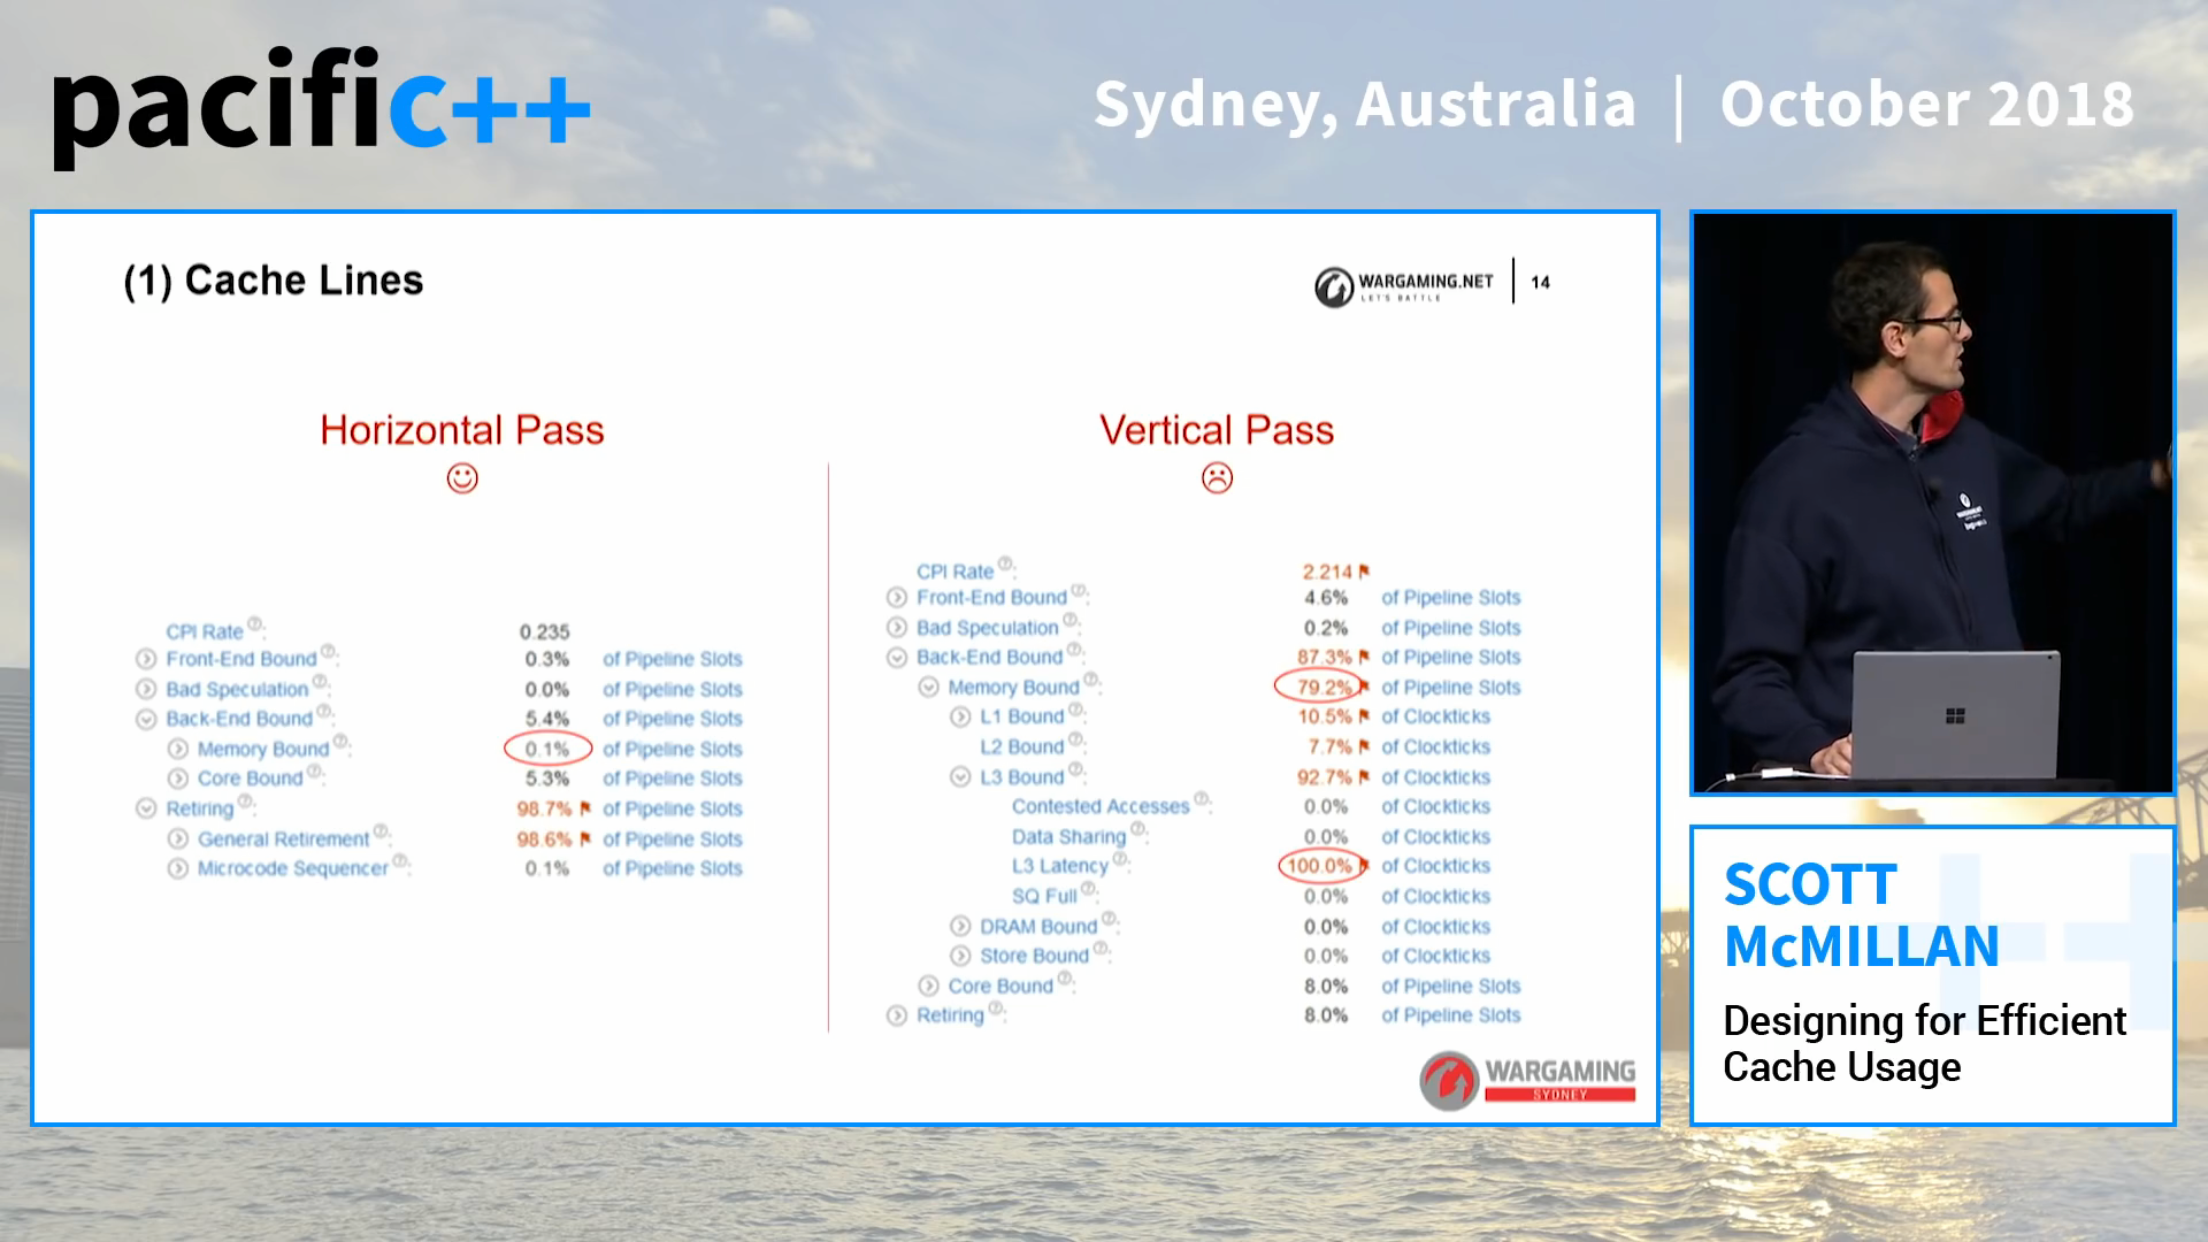 pacific++
Sydney, Australia | October 2018
(1) Cache Lines
WARGAMING.NET
LET'S BATTLE
14
Horizontal Pass
CPI Rate ?: 0.235
Front-End Bound ?: 0.3% of Pipeline Slots
Bad Speculation ?: 0.0% of Pipeline Slots
Back-End Bound ?: 5.4% of Pipeline Slots
Memory Bound ?: 0.1% of Pipeline Slots
Core Bound ?: 5.3% of Pipeline Slots
Retiring ?: 98.7% of Pipeline Slots
General Retirement ?: 98.6% of Pipeline Slots
Microcode Sequencer ?: 0.1% of Pipeline Slots
Vertical Pass
CPI Rate ?: 2.214
Front-End Bound ?: 4.6% of Pipeline Slots
Bad Speculation ?: 0.2% of Pipeline Slots
Back-End Bound ?: 87.3% of Pipeline Slots
Memory Bound ?: 79.2% of Pipeline Slots
L1 Bound ?: 10.5% of Clockticks
L2 Bound ?: 7.7% of Clockticks
L3 Bound ?: 92.7% of Clockticks
Contested Accesses ?: 0.0% of Clockticks
Data Sharing ?: 0.0% of Clockticks
L3 Latency ?: 100.0% of Clockticks
SQ Full ?: 0.0% of Clockticks
DRAM Bound ?: 0.0% of Clockticks
Store Bound ?: 0.0% of Clockticks
Core Bound ?: 8.0% of Pipeline Slots
Retiring ?: 8.0% of Pipeline Slots
WARGAMING
SYDNEY
SCOTT
McMILLAN
Designing for Efficient
Cache Usage